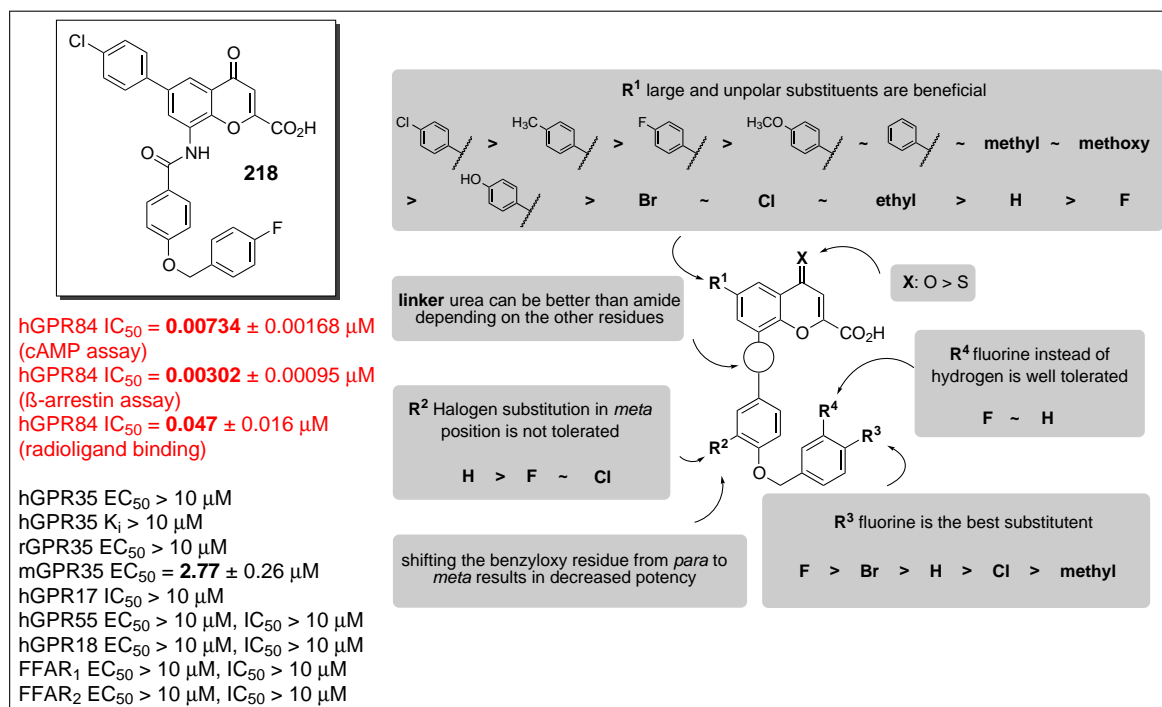 Cl
O
O
CO₂H
NH
O
218
F
O
hGPR84 IC₅₀ = 0.00734 ± 0.00168 µM
(cAMP assay)
hGPR84 IC₅₀ = 0.00302 ± 0.00095 µM
(ß-arrestin assay)
hGPR84 IC₅₀ = 0.047 ± 0.016 µM
(radioligand binding)
hGPR35 EC₅₀ > 10 µM
hGPR35 Kᵢ > 10 µM
rGPR35 EC₅₀ > 10 µM
mGPR35 EC₅₀ = 2.77 ± 0.26 µM
hGPR17 IC₅₀ > 10 µM
hGPR55 EC₅₀ > 10 µM, IC₅₀ > 10 µM
hGPR18 EC₅₀ > 10 µM, IC₅₀ > 10 µM
FFAR₁ EC₅₀ > 10 µM, IC₅₀ > 10 µM
FFAR₂ EC₅₀ > 10 µM, IC₅₀ > 10 µM
R¹ large and unpolar substituents are beneficial
Cl > H₃C > F > H₃CO ~ ~ methyl ~ methoxy
> HO > Br ~ Cl ~ ethyl > H > F
X
R¹
O
CO₂H
R⁴
R³
R²
O
X: O > S
linker urea can be better than amide
depending on the other residues
R⁴ fluorine instead of
hydrogen is well tolerated
F ~ H
R² Halogen substitution in meta
position is not tolerated
H > F ~ Cl
shifting the benzyloxy residue from para to
meta results in decreased potency
R³ fluorine is the best substitutent
F > Br > H > Cl > methyl